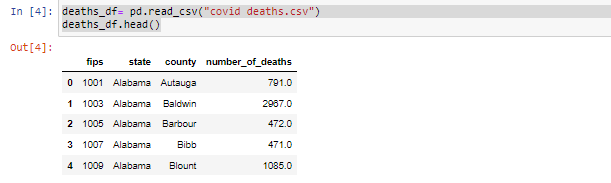 In [4]: deaths_df= pd.read_csv("covid deaths.csv")
deaths_df.head()
Out[4]:
fips state county number_of_deaths
0 1001 Alabama Autauga 791.0
1 1003 Alabama Baldwin 2967.0
2 1005 Alabama Barbour 472.0
3 1007 Alabama Bibb 471.0
4 1009 Alabama Blount 1085.0